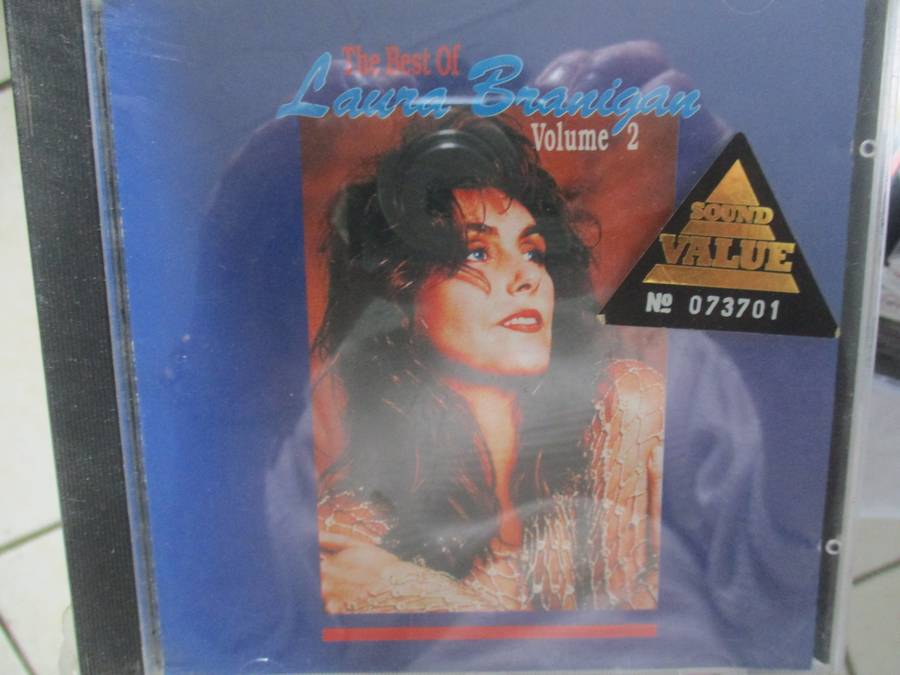 The Best Of
Laura Branigan
Volume 2
SOUND
VALUE
№ 073701